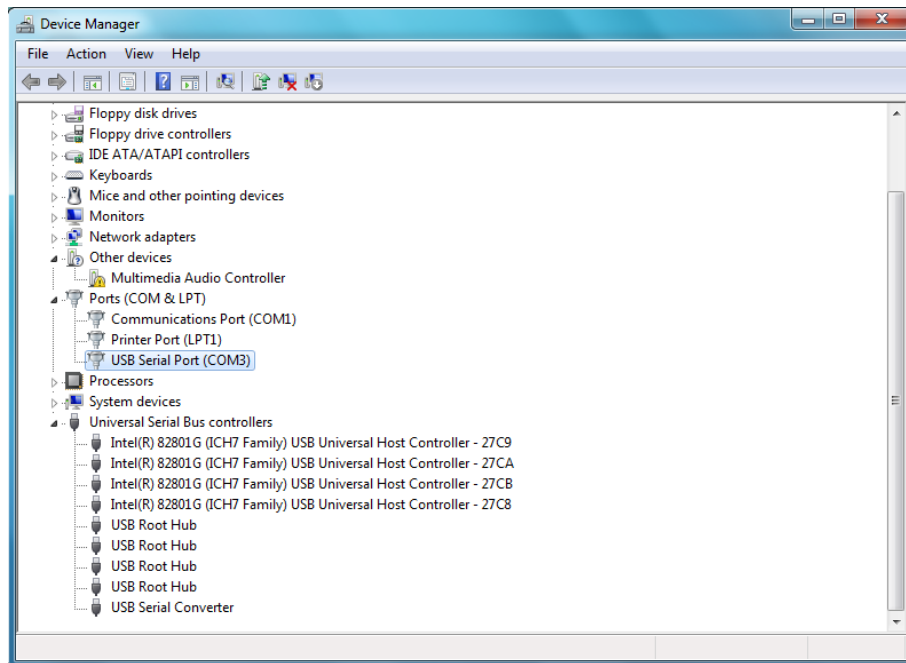 Device Manager
File Action View Help
Floppy disk drives
Floppy drive controllers
IDE ATA/ATAPI controllers
Keyboards
Mice and other pointing devices
Monitors
Network adapters
Other devices
Multimedia Audio Controller
Ports (COM & LPT)
Communications Port (COM1)
Printer Port (LPT1)
USB Serial Port (COM3)
Processors
System devices
Universal Serial Bus controllers
Intel(R) 82801G (ICH7 Family) USB Universal Host Controller - 27C9
Intel(R) 82801G (ICH7 Family) USB Universal Host Controller - 27CA
Intel(R) 82801G (ICH7 Family) USB Universal Host Controller - 27CB
Intel(R) 82801G (ICH7 Family) USB Universal Host Controller - 27C8
USB Root Hub
USB Root Hub
USB Root Hub
USB Root Hub
USB Serial Converter